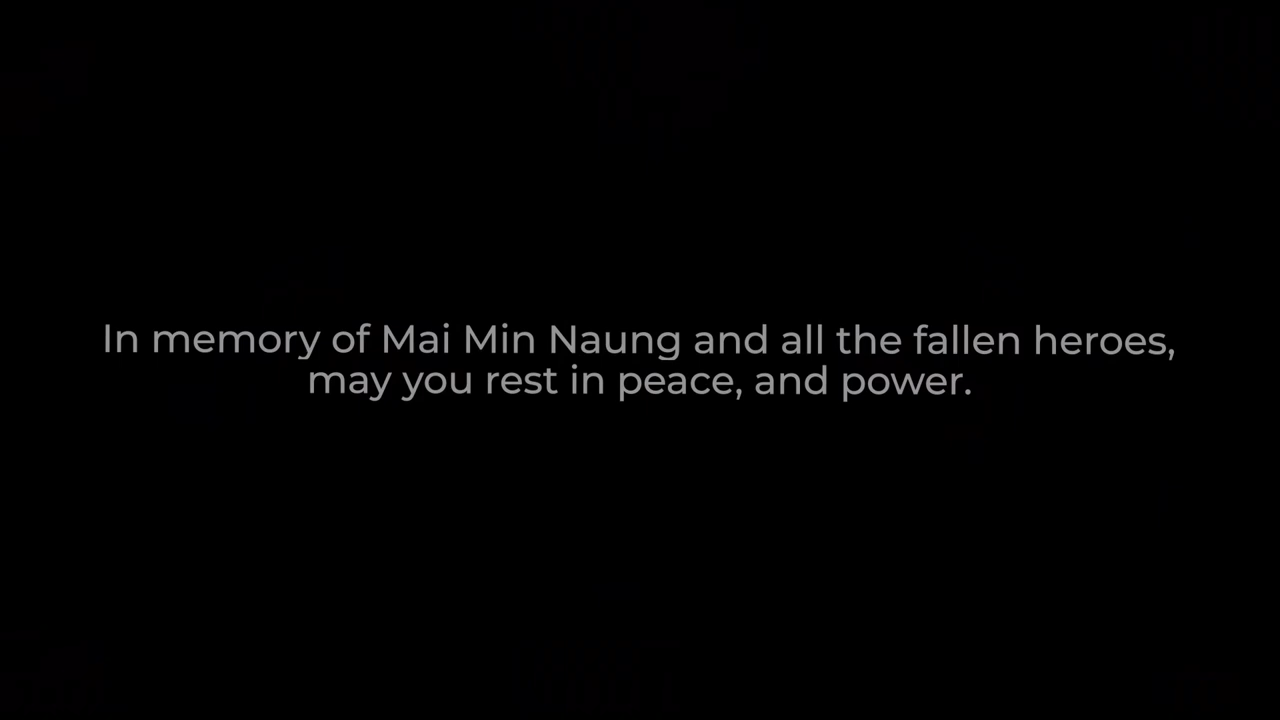 In memory of Mai Min Naung and all the fallen heroes,
may you rest in peace, and power.